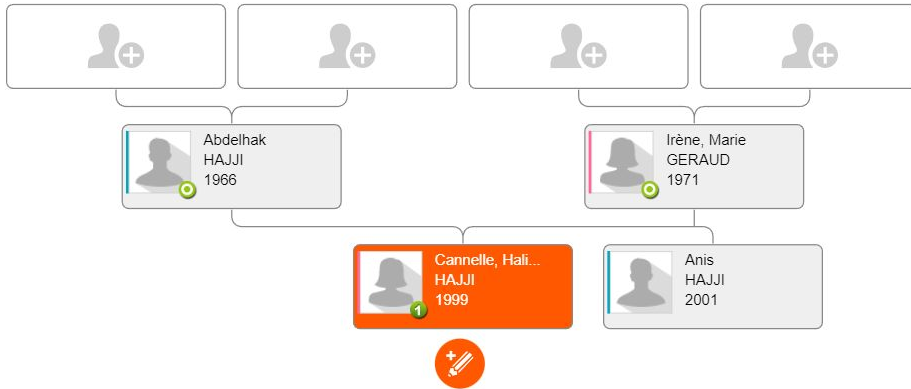 Abdelhak
HAJJI
1966
Irène, Marie
GERAUD
1971
Cannelle, Hali...
HAJJI
1999
1
Anis
HAJJI
2001